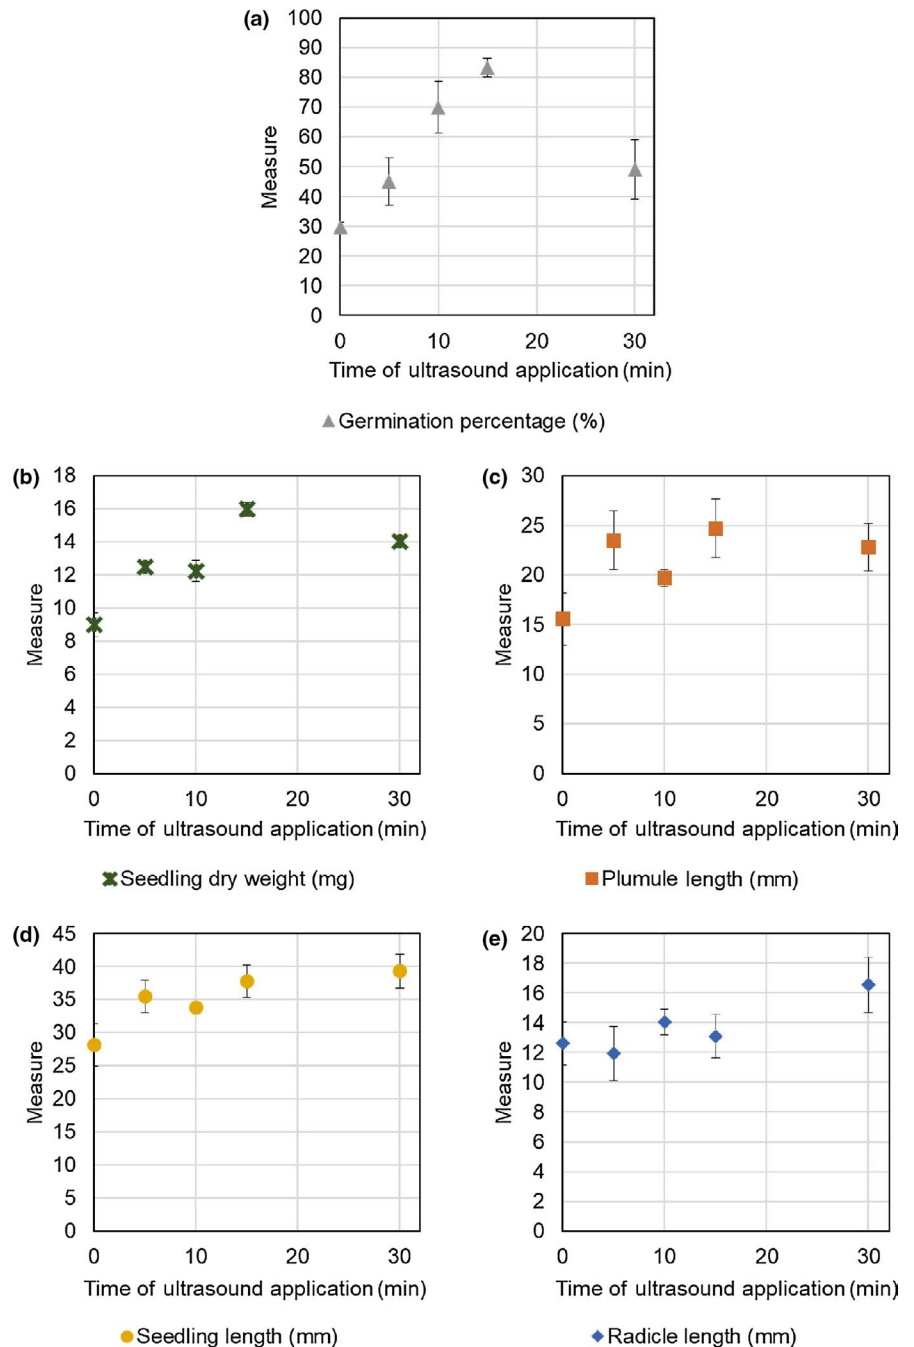 (a)
100
90
80
70
60
50
40
30
20
10
0
Measure
0 10 20 30
Time of ultrasound application (min)
Germination percentage (%)
(b)
18
16
14
12
10
8
6
4
2
0
Measure
0 10 20 30
Time of ultrasound application (min)
Seedling dry weight (mg)
(c)
30
25
20
15
10
5
0
Measure
0 10 20 30
Time of ultrasound application (min)
Plumule length (mm)
(d)
45
40
35
30
25
20
15
10
5
0
Measure
0 10 20 30
Time of ultrasound application (min)
Seedling length (mm)
(e)
20
18
16
14
12
10
8
6
4
2
0
Measure
0 10 20 30
Time of ultrasound application (min)
Radicle length (mm)